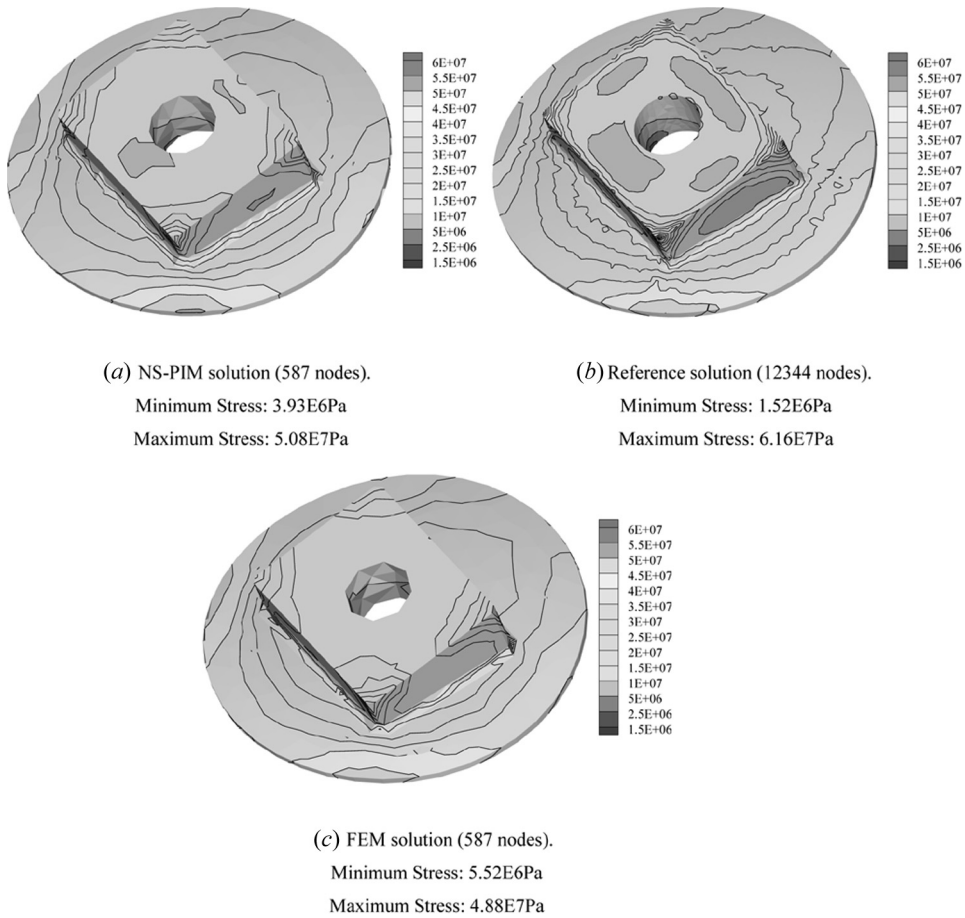 6E+07
5.5E+07
5E+07
4.5E+07
4E+07
3.5E+07
3E+07
2.5E+07
2E+07
1.5E+07
1E+07
5E+06
2.5E+06
1.5E+06
6E+07
5.5E+07
5E+07
4.5E+07
4E+07
3.5E+07
3E+07
2.5E+07
2E+07
1.5E+07
1E+07
5E+06
2.5E+06
1.5E+06
(a) NS-PIM solution (587 nodes).
Minimum Stress: 3.93E6Pa
Maximum Stress: 5.08E7Pa
(b) Reference solution (12344 nodes).
Minimum Stress: 1.52E6Pa
Maximum Stress: 6.16E7Pa
6E+07
5.5E+07
5E+07
4.5E+07
4E+07
3.5E+07
3E+07
2.5E+07
2E+07
1.5E+07
1E+07
5E+06
2.5E+06
1.5E+06
(c) FEM solution (587 nodes).
Minimum Stress: 5.52E6Pa
Maximum Stress: 4.88E7Pa